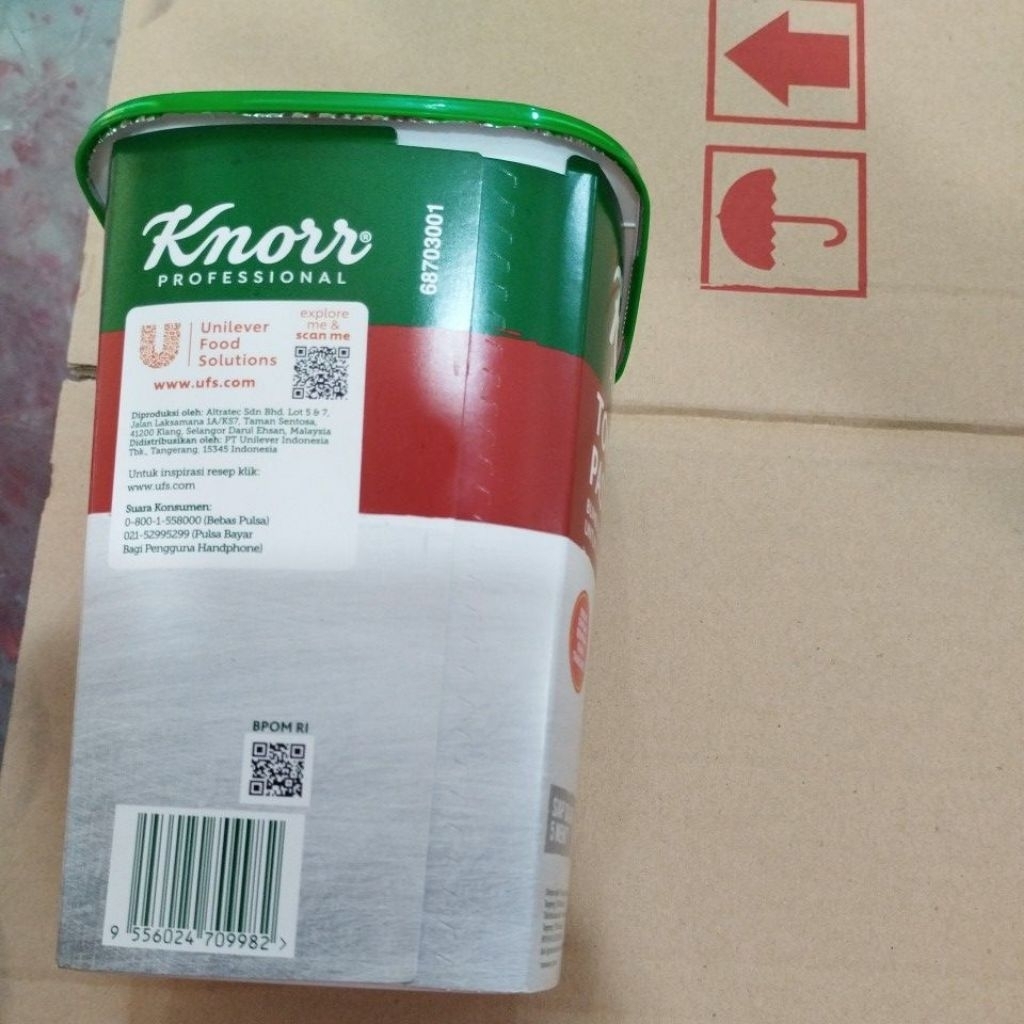 Knorr®
PROFESSIONAL
68703001
Unilever
Food
Solutions
www.ufs.com
explore
me &
scan me
Diproduksi oleh: Altratec Sdn Bhd. Lot 5 & 7,
Jalan Laksamana 1A/KS7, Taman Sentosa,
41200 Klang, Selangor Darul Ehsan, Malaysia
Didistribusikan oleh: PT Unilever Indonesia
Tbk., Tangerang, 15345 Indonesia
Untuk inspirasi resep klik:
www.ufs.com
Suara Konsumen:
0-800-1-558000 (Bebas Pulsa)
021-52995299 (Pulsa Bayar
Bagi Pengguna Handphone)
BPOM RI
9 556024 709982 >